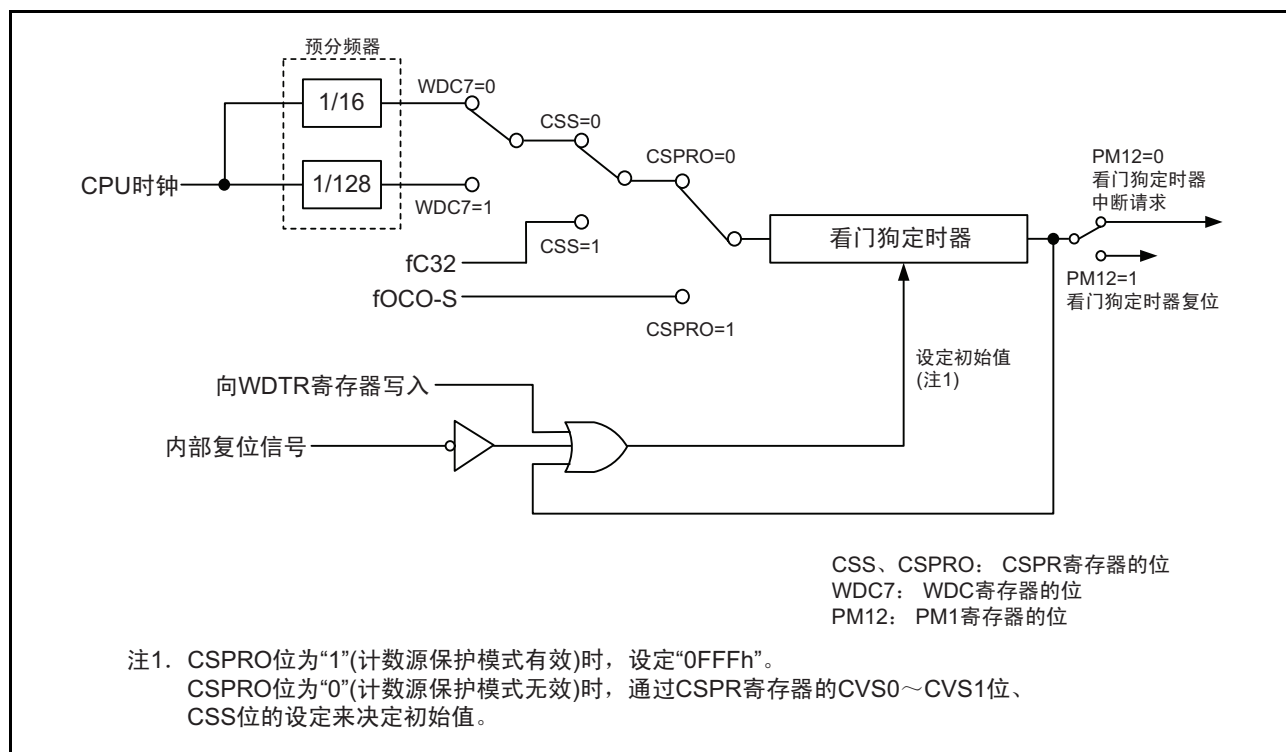 预分频器
1/16
WDC7=0
CSS=0
CSPRO=0
PM12=0
看门狗定时器
中断请求
CPU时钟
1/128
WDC7=1
CSS=1
看门狗定时器
fC32
fOCO-S
CSPRO=1
PM12=1
看门狗定时器复位
设定初始值
(注1)
向WDTR寄存器写入
内部复位信号
CSS、CSPRO： CSPR寄存器的位
WDC7： WDC寄存器的位
PM12： PM1寄存器的位
注1. CSPRO位为“1”(计数源保护模式有效)时，设定“0FFFh”。
CSPRO位为“0”(计数源保护模式无效)时，通过CSPR寄存器的CVS0～CVS1位、
CSS位的设定来决定初始值。